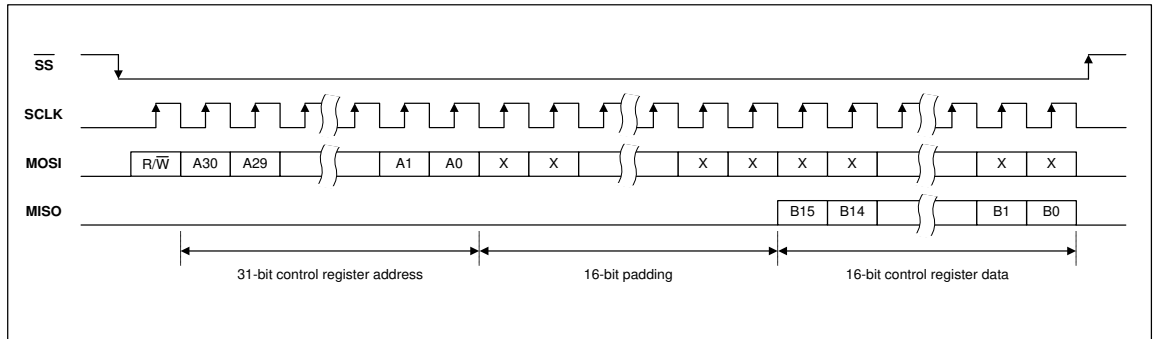 S̅S̅
SCLK
MOSI R/W̅ A30 A29 A1 A0 X X X X X X X X
MISO B15 B14 B1 B0
31-bit control register address 16-bit padding 16-bit control register data